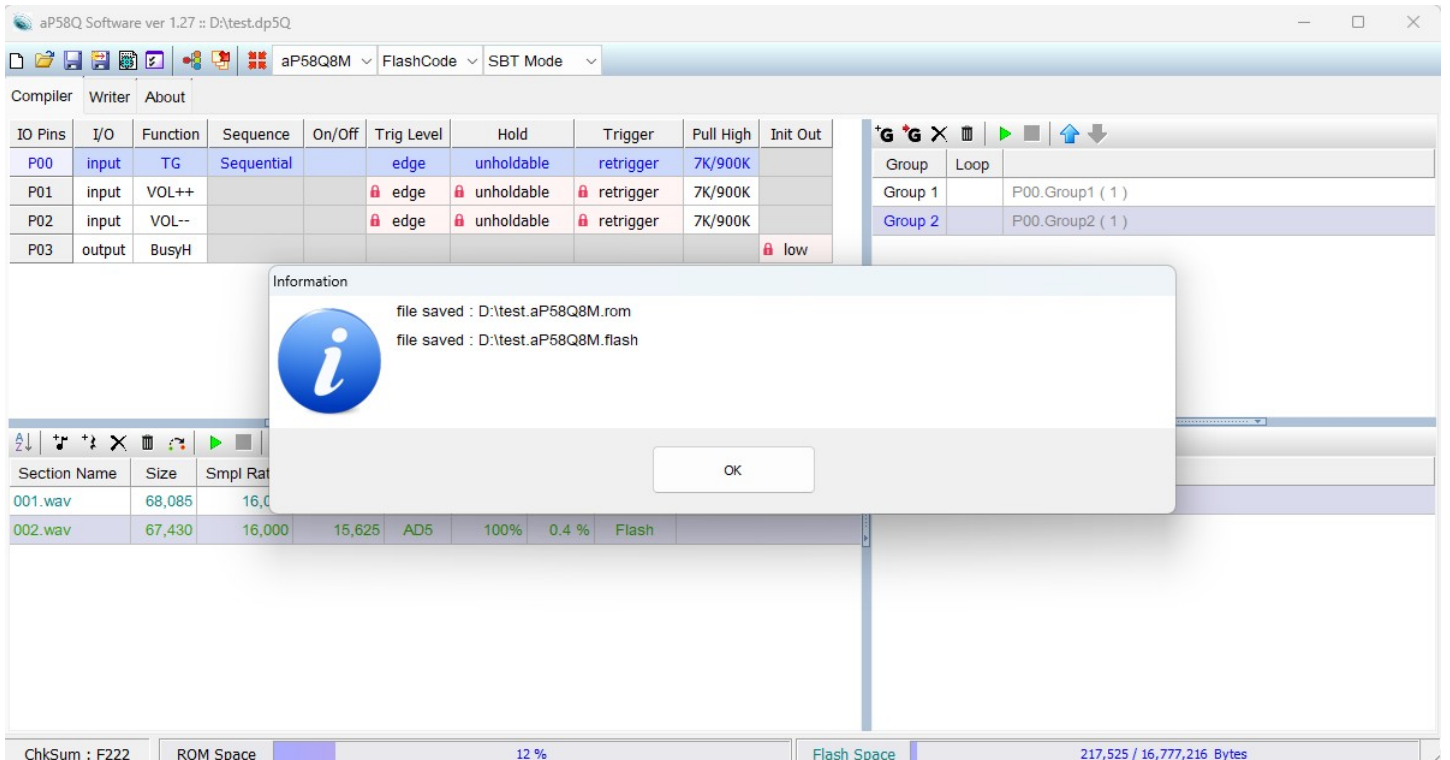 aP58Q Software ver 1.27 :: D:\test.dp5Q
aP58Q8M FlashCode SBT Mode
Compiler Writer About
IO Pins I/O Function Sequence On/Off Trig Level Hold Trigger Pull High Init Out
P00 input TG Sequential edge unholdable retrigger 7K/900K
P01 input VOL++ edge unholdable retrigger 7K/900K
P02 input VOL-- edge unholdable retrigger 7K/900K
P03 output BusyH low
G G
Group Loop
Group 1 P00.Group1 ( 1 )
Group 2 P00.Group2 ( 1 )
Information
file saved : D:\test.aP58Q8M.rom
file saved : D:\test.aP58Q8M.flash
OK
Section Name Size Smpl Rat
001.wav 68,085 16,0
002.wav 67,430 16,000 15,625 AD5 100% 0.4 % Flash
ChkSum : F222 ROM Space 12 % Flash Space 217,525 / 16,777,216 Bytes